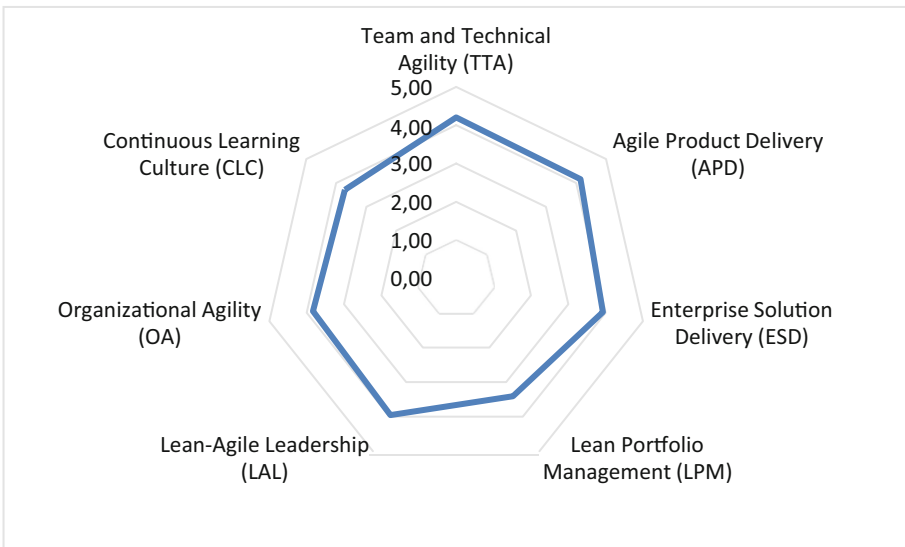 Team and Technical
Agility (TTA)
5,00
4,00
3,00
2,00
1,00
0,00
Agile Product Delivery
(APD)
Enterprise Solution
Delivery (ESD)
Lean Portfolio
Management (LPM)
Lean-Agile Leadership
(LAL)
Organizational Agility
(OA)
Continuous Learning
Culture (CLC)